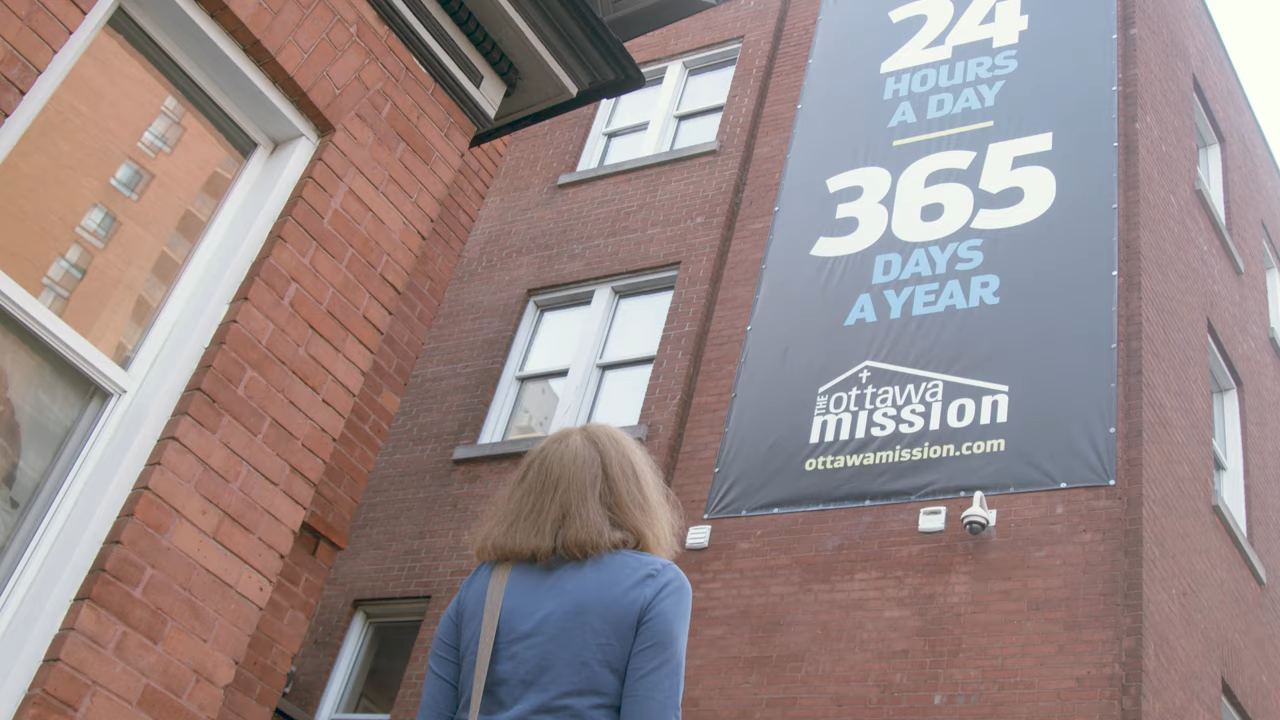 24
HOURS
A DAY
365
DAYS
A YEAR
THE ottawa
mission
ottawamission.com